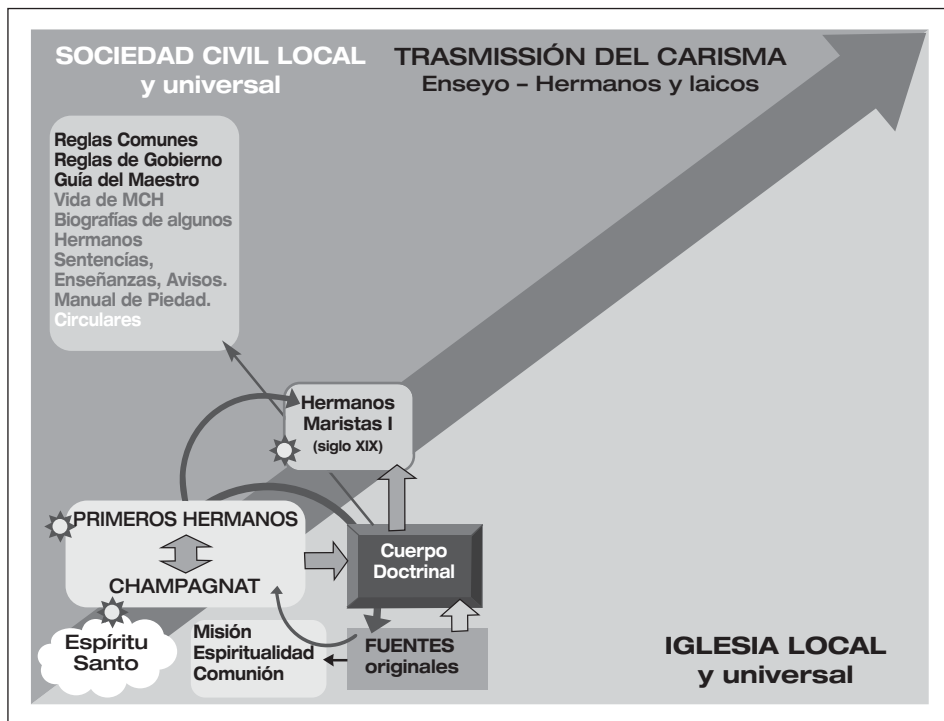 SOCIEDAD CIVIL LOCAL
y universal
TRASMISSIÓN DEL CARISMA
Enseyo – Hermanos y laicos
Reglas Comunes
Reglas de Gobierno
Guía del Maestro
Vida de MCH
Biografías de algunos
Hermanos
Sentencías,
Enseñanzas, Avisos.
Manual de Piedad.
Circulares
Hermanos
Maristas I
(siglo XIX)
PRIMEROS HERMANOS
CHAMPAGNAT
Cuerpo
Doctrinal
Espíritu
Santo
Misión
Espiritualidad
Comunión
FUENTES
originales
IGLESIA LOCAL
y universal